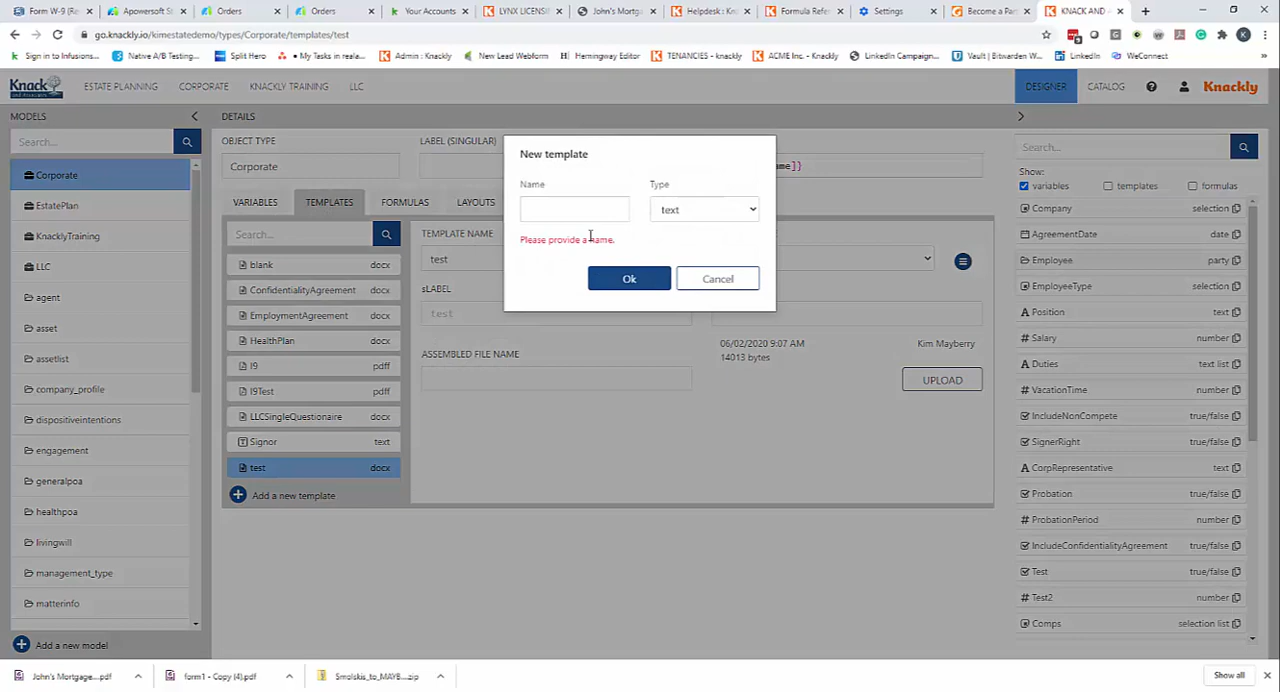 Form W-9 (Re
Apowersoft St
Orders
Orders
Your Accounts
LYNX LICENSIN
John's Mortga
Helpdesk : Kn
Formula Refer
Settings
Become a Par
KNACK AND A
go.knackly.io/kimestatedemo/types/Corporate/templates/test
Sign in to Infusions...
Native A/B Testing...
Split Hero
My Tasks in reala...
Admin : Knackly
New Lead Webform
Hemingway Editor
TENANCIES - knackly
ACME Inc. - Knackly
LinkedIn Campaign...
Vault | Bitwarden W...
LinkedIn
WeConnect
Knack
ESTATE PLANNING
CORPORATE
KNACKLY TRAINING
LLC
DESIGNER
CATALOG
Knackly
MODELS
DETAILS
Search...
Corporate
EstatePlan
KnacklyTraining
LLC
agent
asset
assetlist
company_profile
dispositiveintentions
engagement
generalpoa
healthpoa
livingwill
management_type
matterinfo
Add a new model
OBJECT TYPE
LABEL (SINGULAR)
Corporate
ame]}
VARIABLES
TEMPLATES
FORMULAS
LAYOUTS
Search...
blank docx
ConfidentialityAgreement docx
EmploymentAgreement docx
HealthPlan docx
I9 pdff
I9Test pdff
LLCSingleQuestionaire docx
Signor text
test docx
Add a new template
TEMPLATE NAME
test
sLABEL
test
ASSEMBLED FILE NAME
06/02/2020 9:07 AM Kim Mayberry
14013 bytes
UPLOAD
New template
Name Type
text
Please provide a name.
Ok Cancel
Search...
Show:
variables templates formulas
Company selection
AgreementDate date
Employee party
EmployeeType selection
Position text
Salary number
Duties text list
VacationTime number
IncludeNonCompete true/false
SignerRight true/false
CorpRepresentative text
Probation true/false
ProbationPeriod number
IncludeConfidentialityAgreement true/false
Test true/false
Test2 number
Comps selection list
John's Mortgage....pdf
form1 - Copy (4).pdf
Smolskis_to_MAYB....zip
Show all